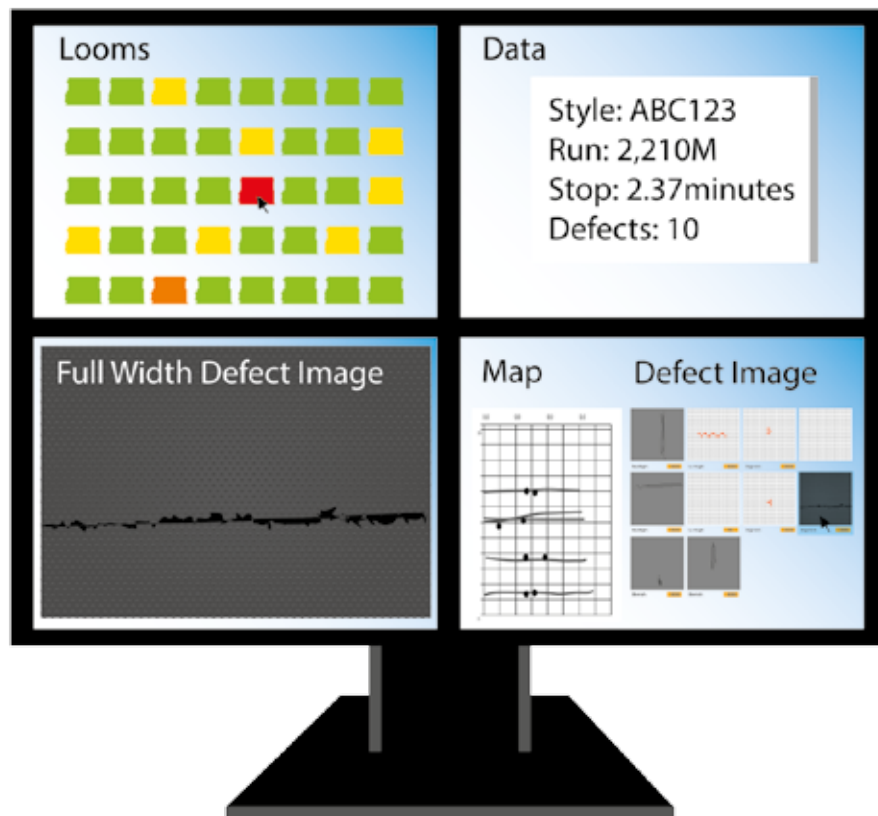 Looms
Data
Style: ABC123
Run: 2,210M
Stop: 2.37minutes
Defects: 10
Full Width Defect Image
Map
Defect Image